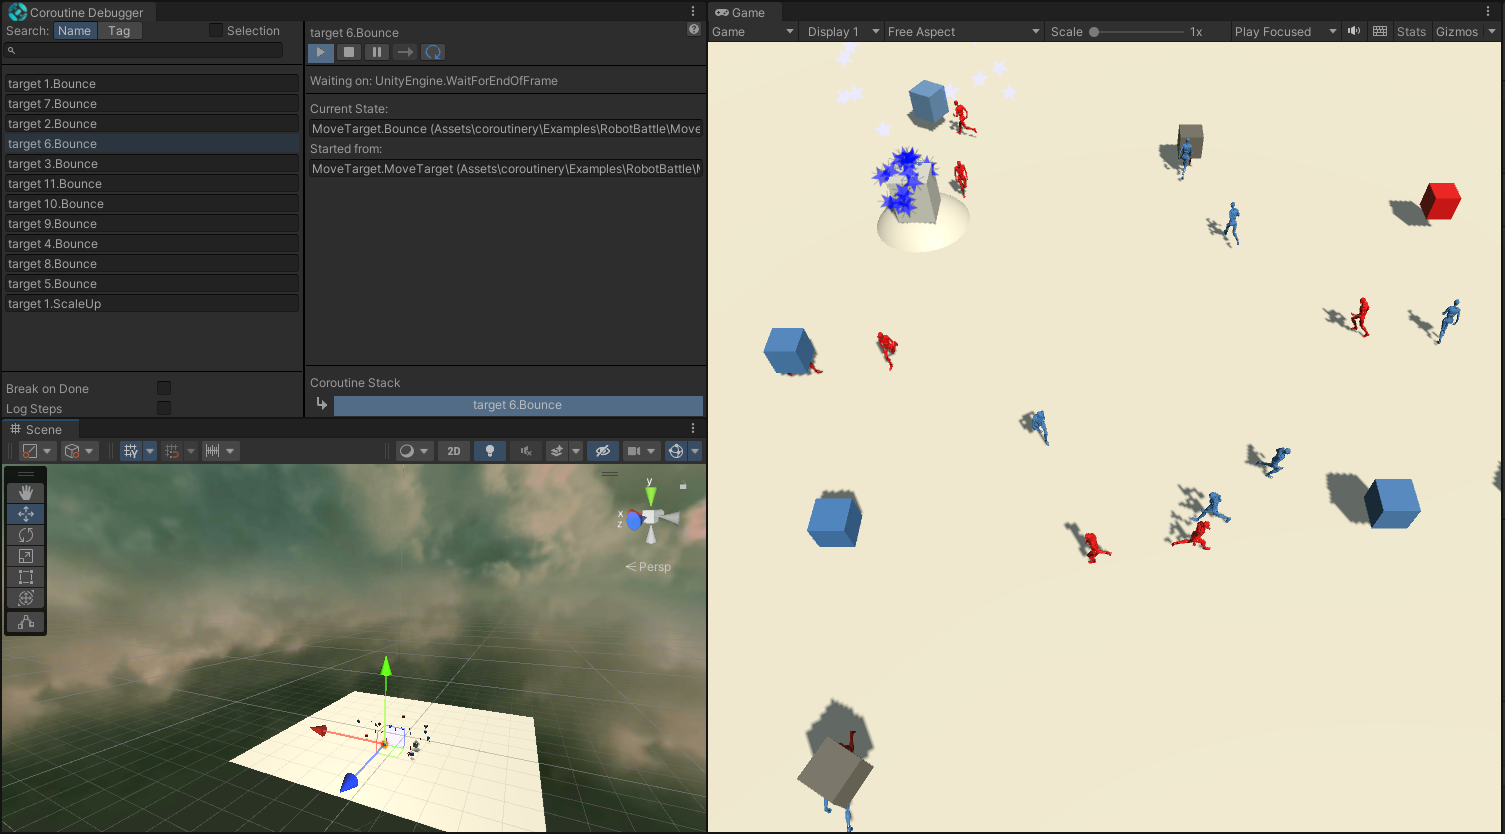 Coroutine Debugger
Search: Name Tag Selection
target 1.Bounce
target 7.Bounce
target 2.Bounce
target 6.Bounce
target 3.Bounce
target 11.Bounce
target 10.Bounce
target 9.Bounce
target 4.Bounce
target 8.Bounce
target 5.Bounce
target 1.ScaleUp
Break on Done
Log Steps
target 6.Bounce
Waiting on: UnityEngine.WaitForEndOfFrame
Current State:
MoveTarget.Bounce (Assets\coroutinery\Examples\RobotBattle\Move
Started from:
MoveTarget.MoveTarget (Assets\coroutinery\Examples\RobotBattle\M
Coroutine Stack
target 6.Bounce
Scene
2D
y
x
z
Persp
Game
Game Display 1 Free Aspect Scale 1x Play Focused Stats Gizmos